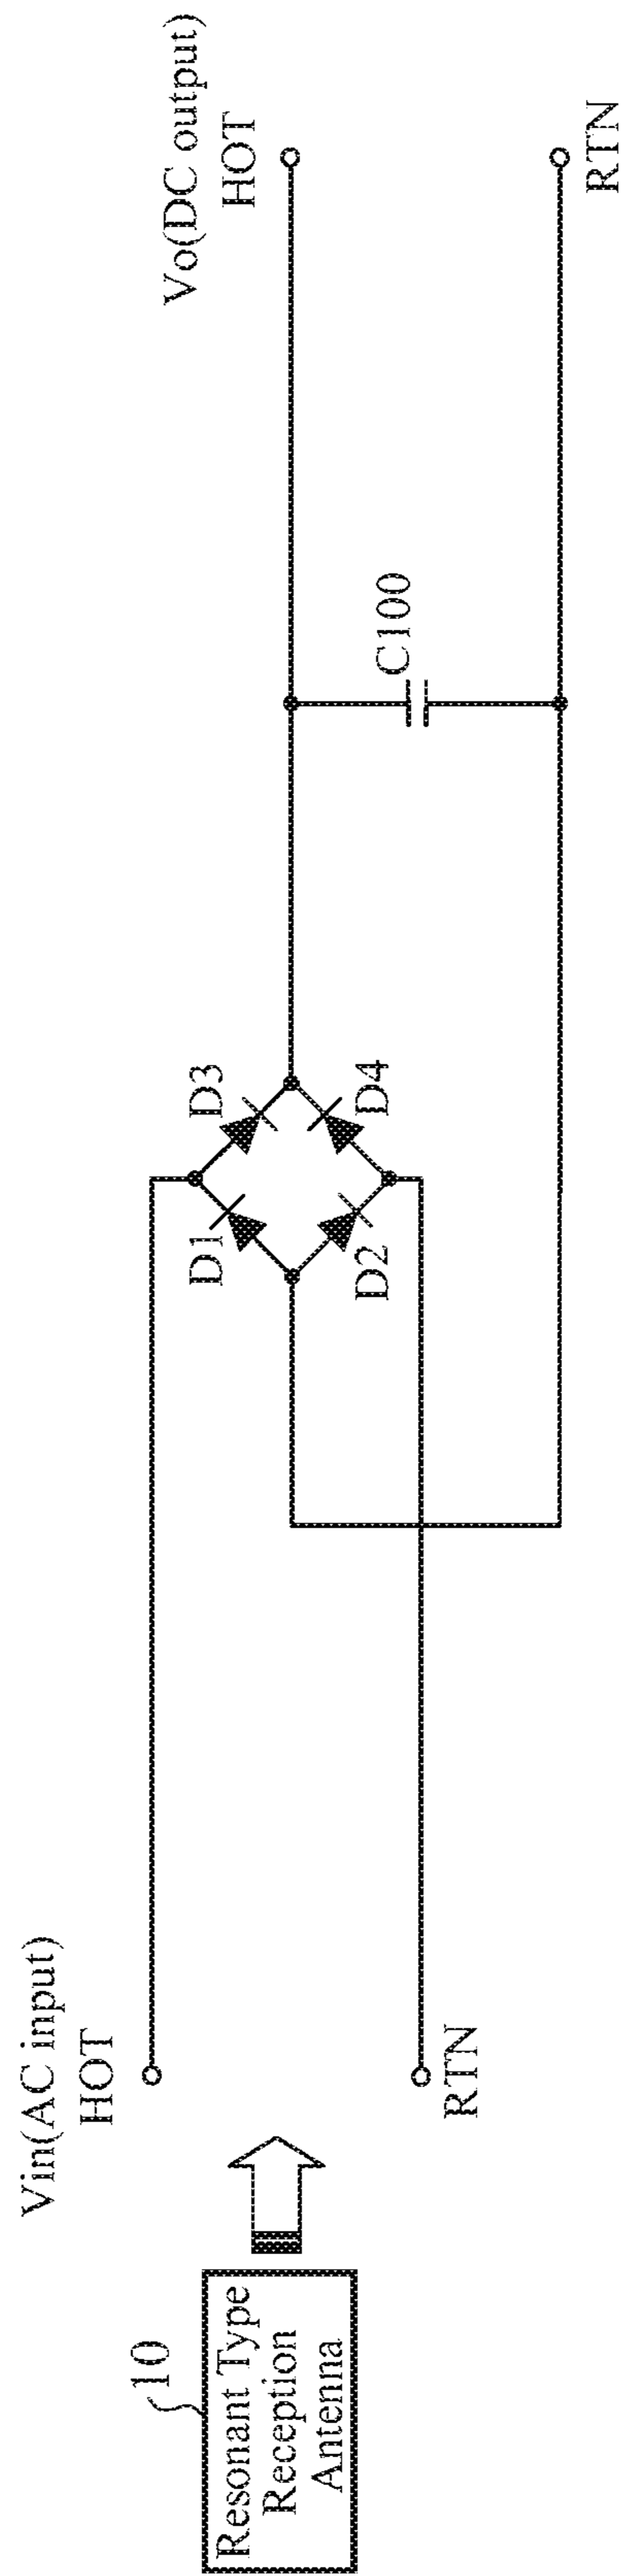 Vin(AC input)
HOT
Vo(DC output)
HOT
10
Resonant Type
Reception
Antenna
D1
D3
D2
D4
C100
RTN
RTN